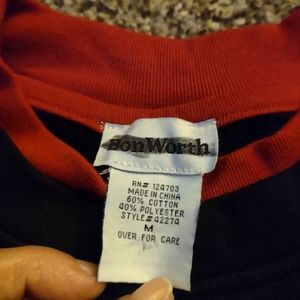 BonWorth
RN# 124703
MADE IN CHINA
60% COTTON
40% POLYESTER
STYLE# 42274
M
OVER FOR CARE